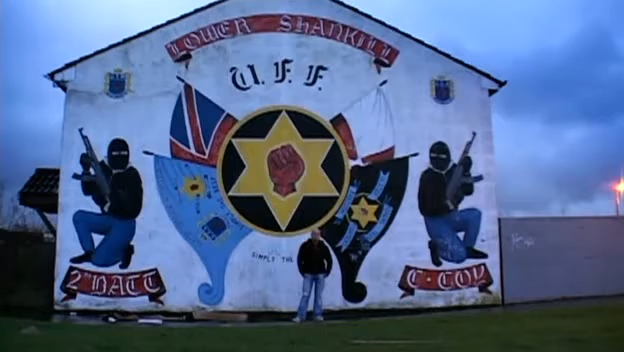 LOWER SHANKILL
U.F.F.
SIMPLY THE
2ND BATT
C·COY